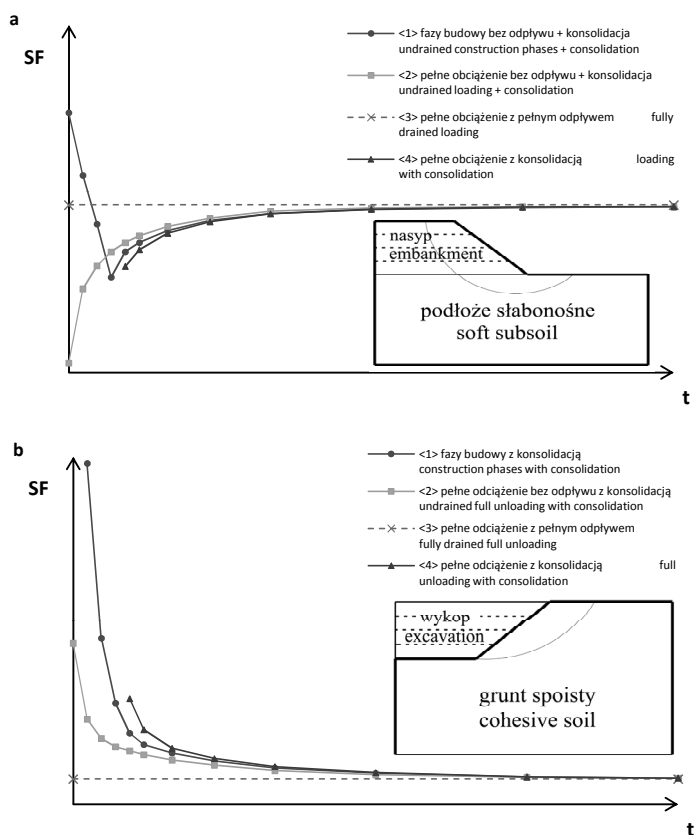 a
SF
<1> fazy budowy bez odpływu + konsolidacja
undrained construction phases + consolidation
<2> pełne obciążenie bez odpływu + konsolidacja
undrained loading + consolidation
<3> pełne obciążenie z pełnym odpływem fully
drained loading
<4> pełne obciążenie z konsolidacją loading
with consolidation
nasyp
embankment
podłoże słabonośne
soft subsoil
t
b
SF
<1> fazy budowy z konsolidacją
construction phases with consolidation
<2> pełne odciążenie bez odpływu z konsolidacją
undrained full unloading with consolidation
<3> pełne odciążenie z pełnym odpływem
fully drained full unloading
<4> pełne odciążenie z konsolidacją full
unloading with consolidation
wykop
excavation
grunt spoisty
cohesive soil
t